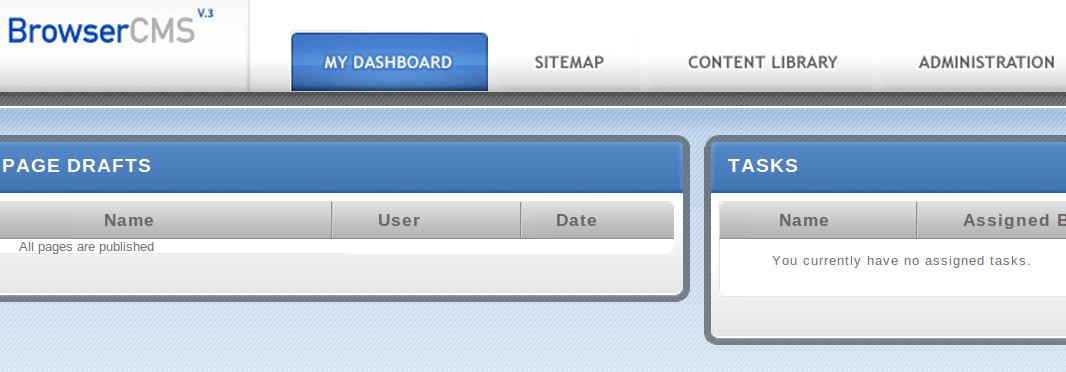 BrowserCMS V.3
MY DASHBOARD SITEMAP CONTENT LIBRARY ADMINISTRATION
PAGE DRAFTS
Name User Date
All pages are published
TASKS
Name Assigned B
You currently have no assigned tasks.